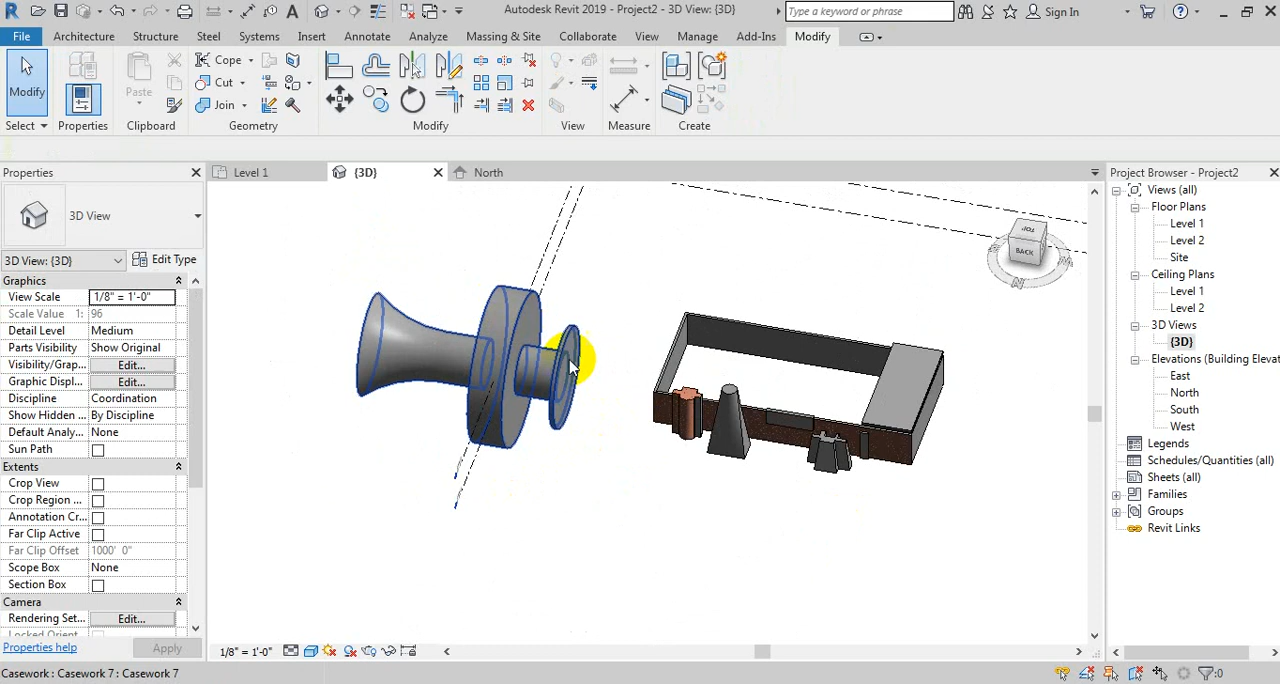 Autodesk Revit 2019 - Project2 - 3D View: {3D}
Type a keyword or phrase
Sign In
File Architecture Structure Steel Systems Insert Annotate Analyze Massing & Site Collaborate View Manage Add-Ins Modify
Cope
Cut
Join
Paste
Modify
Select Properties Clipboard Geometry Modify View Measure Create
Properties
Level 1
{3D}
North
Project Browser - Project2
3D View
3D View: {3D}
Edit Type
Graphics
View Scale 1/8" = 1'-0"
Scale Value 1: 96
Detail Level Medium
Parts Visibility Show Original
Visibility/Grap... Edit...
Graphic Displ... Edit...
Discipline Coordination
Show Hidden ... By Discipline
Default Analy... None
Sun Path
Extents
Crop View
Crop Region ...
Annotation Cr...
Far Clip Active
Far Clip Offset 1000' 0"
Scope Box None
Section Box
Camera
Rendering Set... Edit...
Properties help
Apply
TOP
BACK
Views (all)
Floor Plans
Level 1
Level 2
Site
Ceiling Plans
Level 1
Level 2
3D Views
{3D}
Elevations (Building Elevat
East
North
South
West
Legends
Schedules/Quantities (all)
Sheets (all)
Families
Groups
Revit Links
1/8" = 1'-0"
Casework : Casework 7 : Casework 7
:0